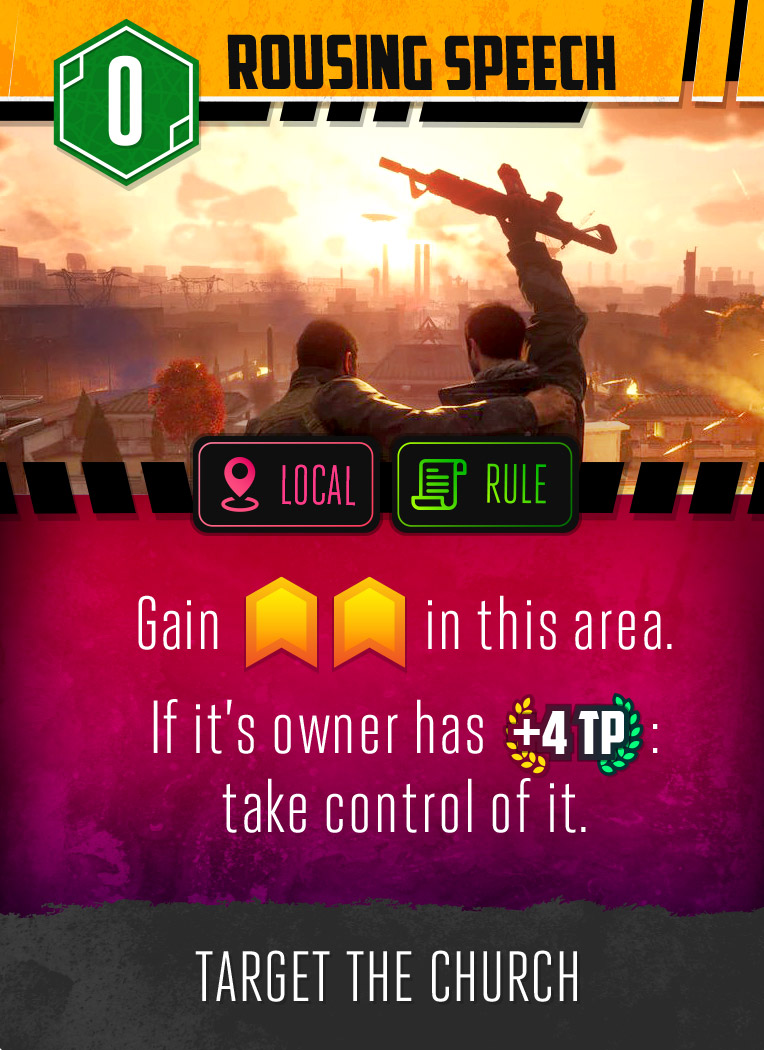 0
ROUSING SPEECH
LOCAL
RULE
Gain in this area.
If it's owner has +4 TP :
take control of it.
TARGET THE CHURCH